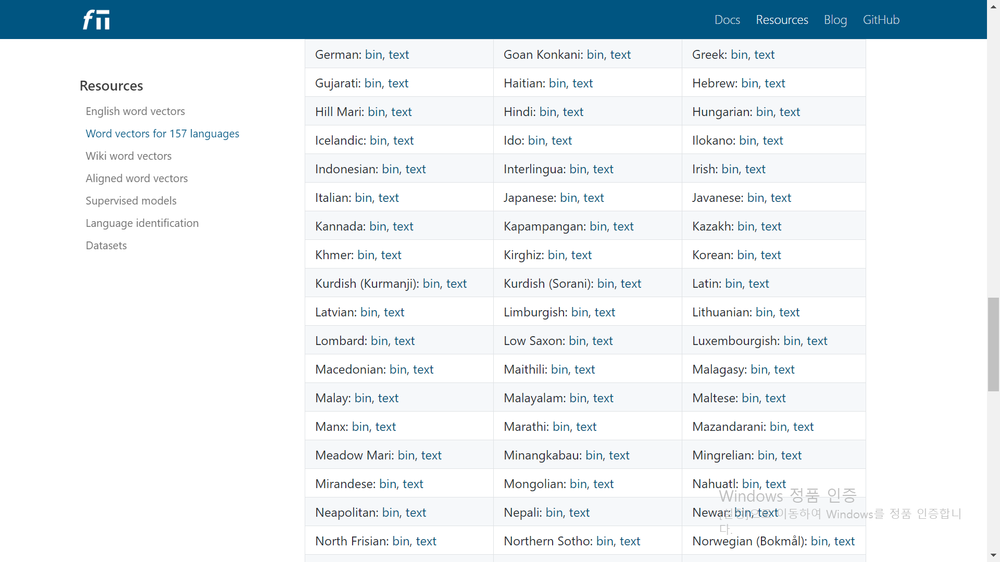 fTT
Docs Resources Blog GitHub
Resources
English word vectors
Word vectors for 157 languages
Wiki word vectors
Aligned word vectors
Supervised models
Language identification
Datasets
German: bin, text Goan Konkani: bin, text Greek: bin, text
Gujarati: bin, text Haitian: bin, text Hebrew: bin, text
Hill Mari: bin, text Hindi: bin, text Hungarian: bin, text
Icelandic: bin, text Ido: bin, text Ilokano: bin, text
Indonesian: bin, text Interlingua: bin, text Irish: bin, text
Italian: bin, text Japanese: bin, text Javanese: bin, text
Kannada: bin, text Kapampangan: bin, text Kazakh: bin, text
Khmer: bin, text Kirghiz: bin, text Korean: bin, text
Kurdish (Kurmanji): bin, text Kurdish (Sorani): bin, text Latin: bin, text
Latvian: bin, text Limburgish: bin, text Lithuanian: bin, text
Lombard: bin, text Low Saxon: bin, text Luxembourgish: bin, text
Macedonian: bin, text Maithili: bin, text Malagasy: bin, text
Malay: bin, text Malayalam: bin, text Maltese: bin, text
Manx: bin, text Marathi: bin, text Mazandarani: bin, text
Meadow Mari: bin, text Minangkabau: bin, text Mingrelian: bin, text
Mirandese: bin, text Mongolian: bin, text Nahuatl: bin, text
Neapolitan: bin, text Nepali: bin, text Newar: bin, text
North Frisian: bin, text Northern Sotho: bin, text Norwegian (Bokmål): bin, text
Windows 정품 인증
[설정]으로 이동하여 Windows를 정품 인증합니
다.